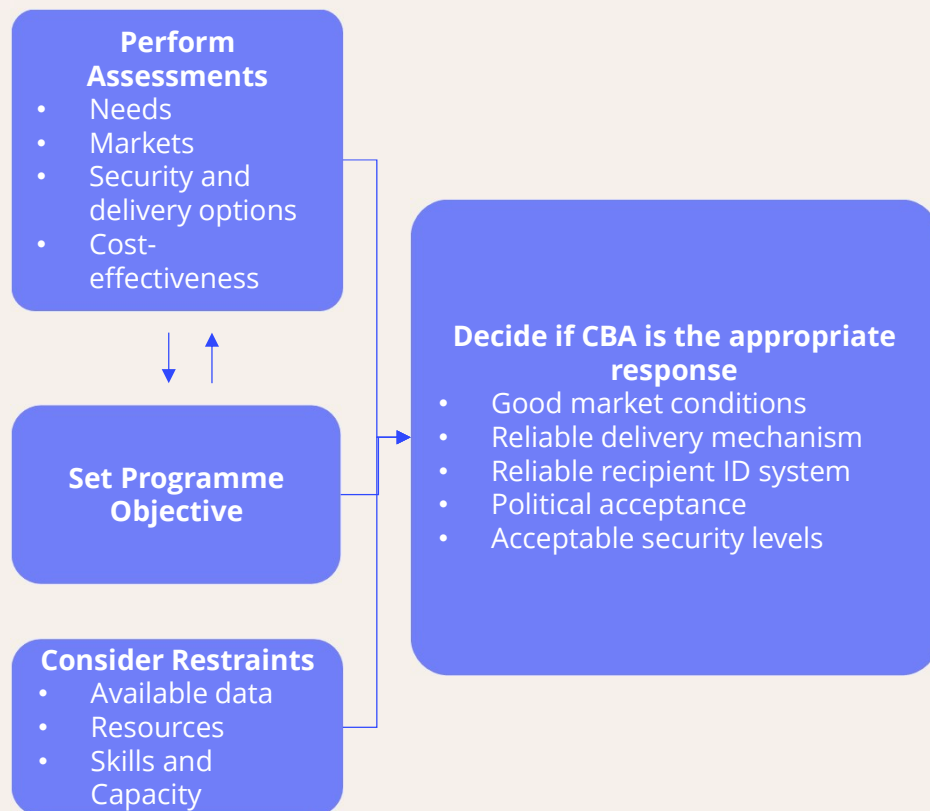 Perform
Assessments
• Needs
• Markets
• Security and
delivery options
• Cost-
effectiveness
Set Programme
Objective
Consider Restraints
• Available data
• Resources
• Skills and
Capacity
Decide if CBA is the appropriate
response
• Good market conditions
• Reliable delivery mechanism
• Reliable recipient ID system
• Political acceptance
• Acceptable security levels